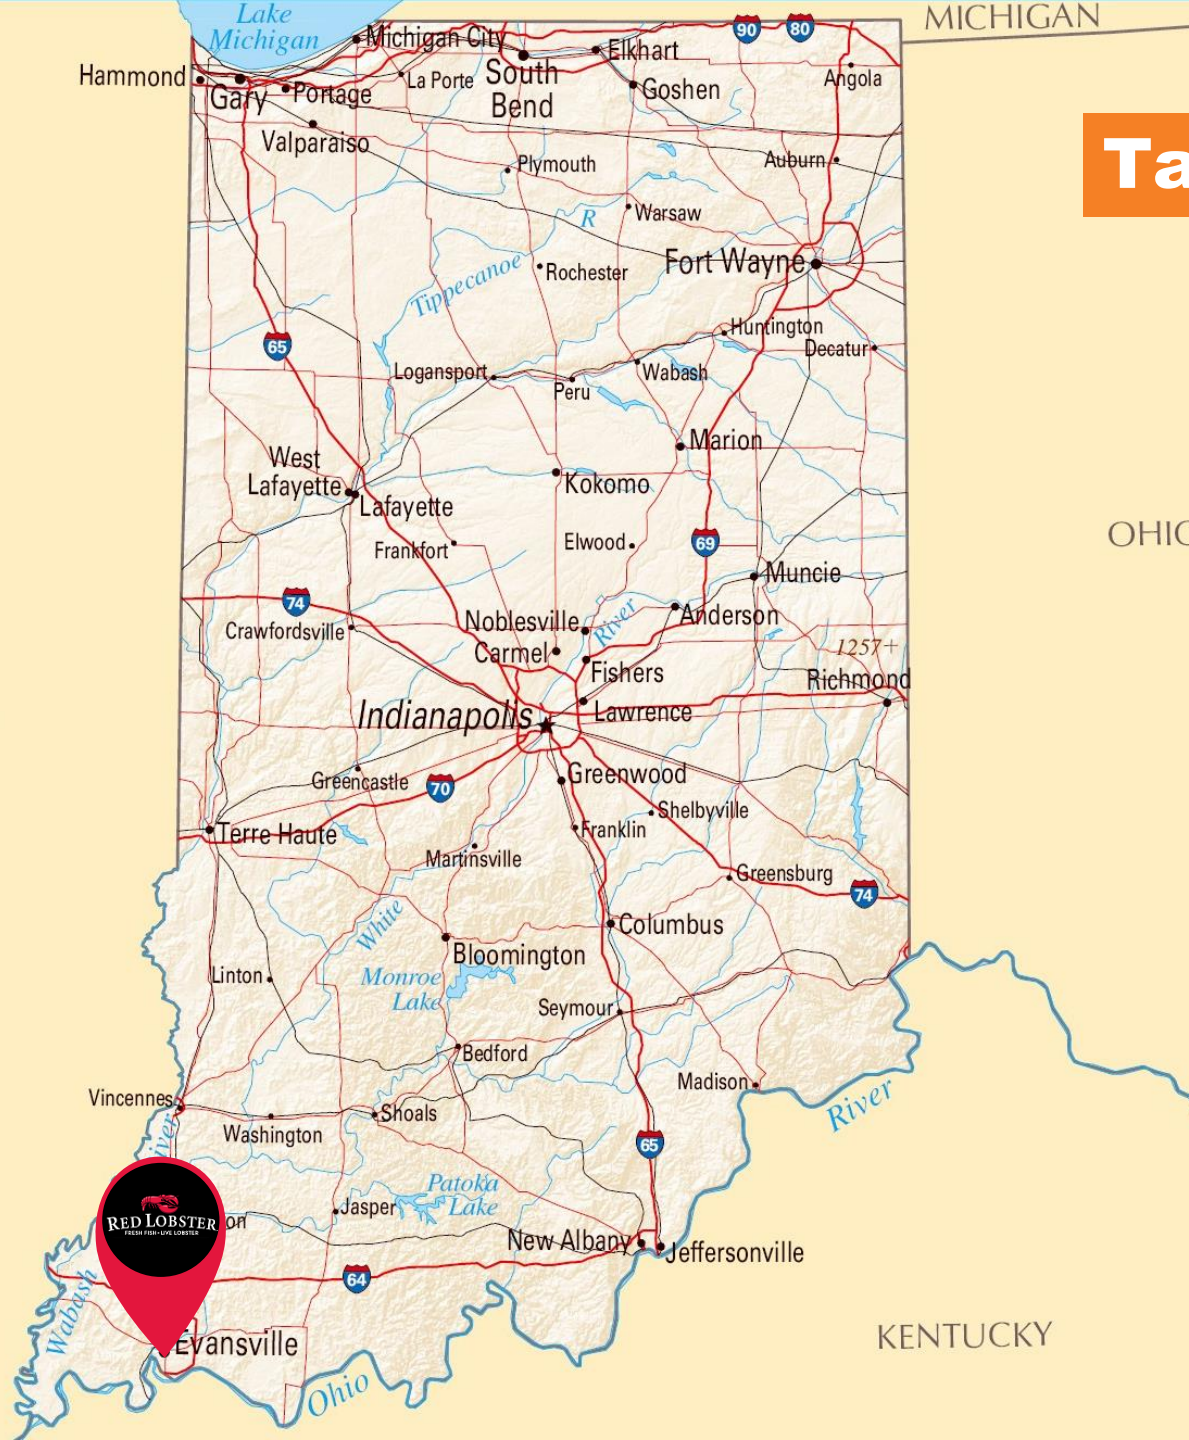 Lake
Michigan
MICHIGAN
90
80
Michigan City
Elkhart
Hammond
La Porte
South
Bend
Angola
Gary
Portage
Goshen
Valparaiso
Ta
Plymouth
Auburn
R
Warsaw
Fort Wayne
Tippecanoe
Rochester
Huntington
65
Decatur
Logansport
Wabash
Peru
Marion
West
Lafayette
Kokomo
Lafayette
OHIO
Frankfort
Elwood
69
Muncie
74
Noblesville
River
Anderson
Crawfordsville
Carmel
1257+
Fishers
Richmond
Indianapolis
Lawrence
Greencastle
70
Greenwood
Shelbyville
Terre Haute
Franklin
Martinsville
Greensburg
74
White
Columbus
Bloomington
Linton
Monroe
Lake
Seymour
Bedford
Madison
Vincennes
River
Shoals
Washington
iver
65
Patoka
Lake
Jasper
RED LOBSTER
FRESH FISH • LIVE LOBSTER
on
New Albany
Jeffersonville
64
Wabash
Evansville
KENTUCKY
Ohio